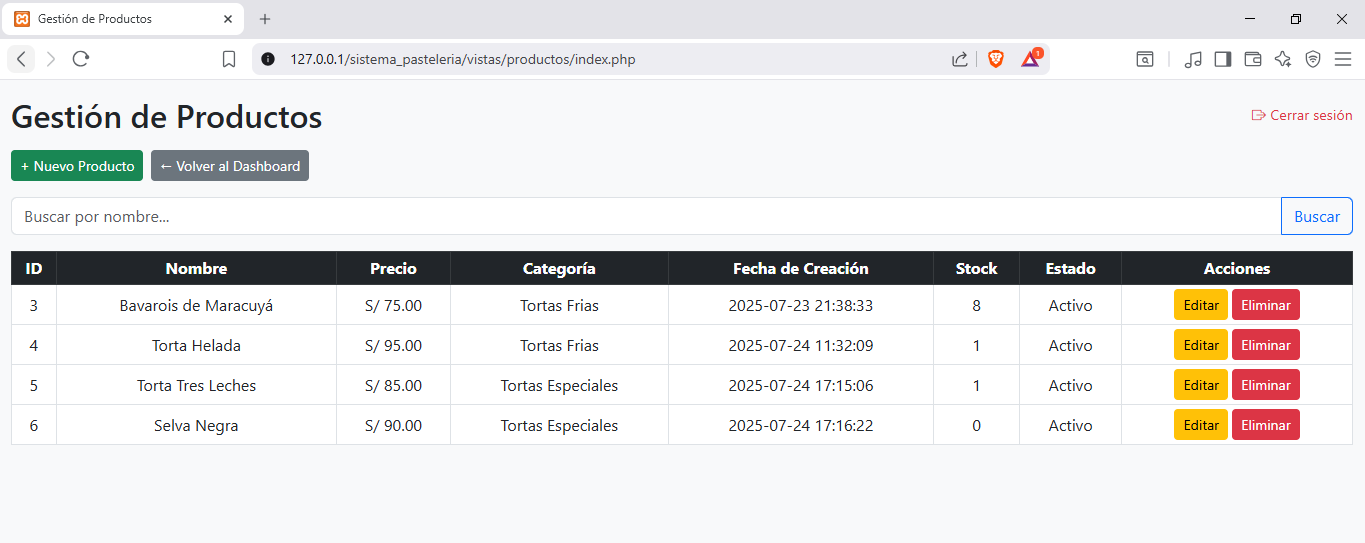 Gestión de Productos
127.0.0.1/sistema_pasteleria/vistas/productos/index.php
1
Gestión de Productos
Cerrar sesión
+ Nuevo Producto
← Volver al Dashboard
Buscar por nombre...
Buscar
ID Nombre Precio Categoría Fecha de Creación Stock Estado Acciones
3 Bavarois de Maracuyá S/ 75.00 Tortas Frias 2025-07-23 21:38:33 8 Activo Editar Eliminar
4 Torta Helada S/ 95.00 Tortas Frias 2025-07-24 11:32:09 1 Activo Editar Eliminar
5 Torta Tres Leches S/ 85.00 Tortas Especiales 2025-07-24 17:15:06 1 Activo Editar Eliminar
6 Selva Negra S/ 90.00 Tortas Especiales 2025-07-24 17:16:22 0 Activo Editar Eliminar